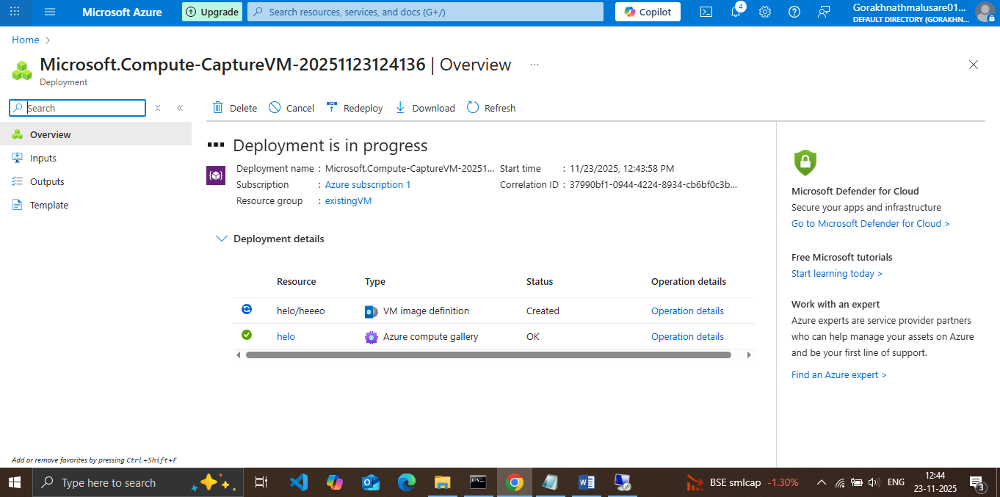 Microsoft Azure
Upgrade
Search resources, services, and docs (G+/)
Copilot
4
Gorakhnathmalusare01...
DEFAULT DIRECTORY (GORAKHN...
Home
Microsoft.Compute-CaptureVM-20251123124136 | Overview ...
Deployment
Search
Delete
Cancel
Redeploy
Download
Refresh
Overview
Inputs
Outputs
Template
Deployment is in progress
Deployment name : Microsoft.Compute-CaptureVM-20251...
Subscription : Azure subscription 1
Resource group : existingVM
Start time : 11/23/2025, 12:43:58 PM
Correlation ID : 37990bf1-0944-4224-8934-cb6bf0c3b...
Deployment details
Resource Type Status Operation details
helo/heeeo VM image definition Created Operation details
helo Azure compute gallery OK Operation details
Microsoft Defender for Cloud
Secure your apps and infrastructure
Go to Microsoft Defender for Cloud >
Free Microsoft tutorials
Start learning today >
Work with an expert
Azure experts are service provider partners
who can help manage your assets on Azure
and be your first line of support.
Find an Azure expert >
Add or remove favorites by pressing Ctrl+Shift+F
Type here to search
BSE smlcap -1.30%
ENG
12:44
23-11-2025
3